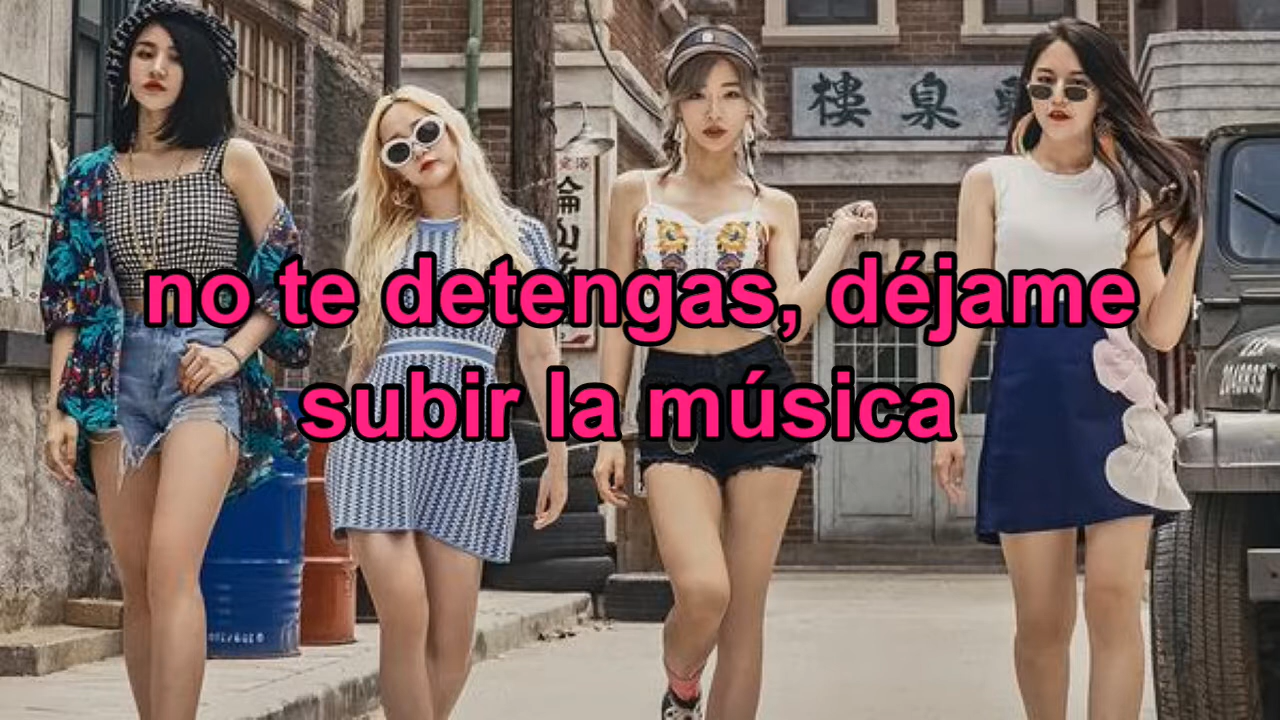 樓泉
no te detengas, déjame
subir la música